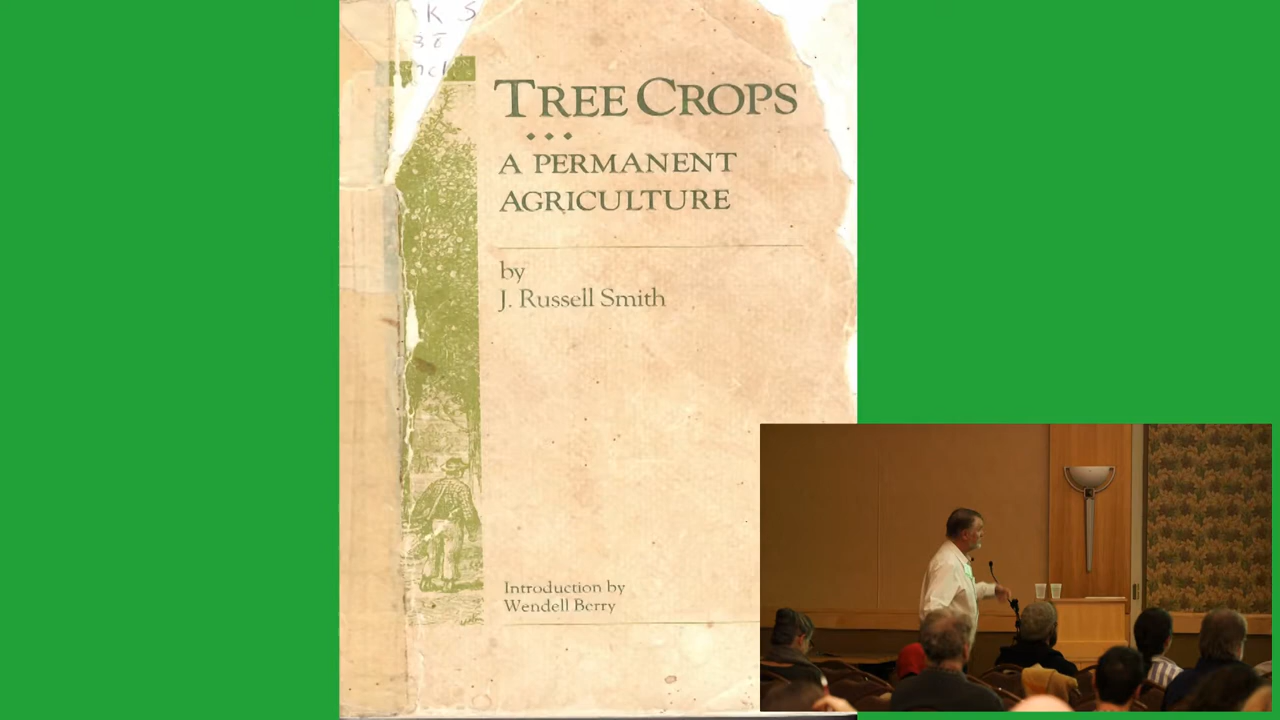 K S
TREE CROPS
A PERMANENT
AGRICULTURE
by
J. Russell Smith
Introduction by
Wendell Berry